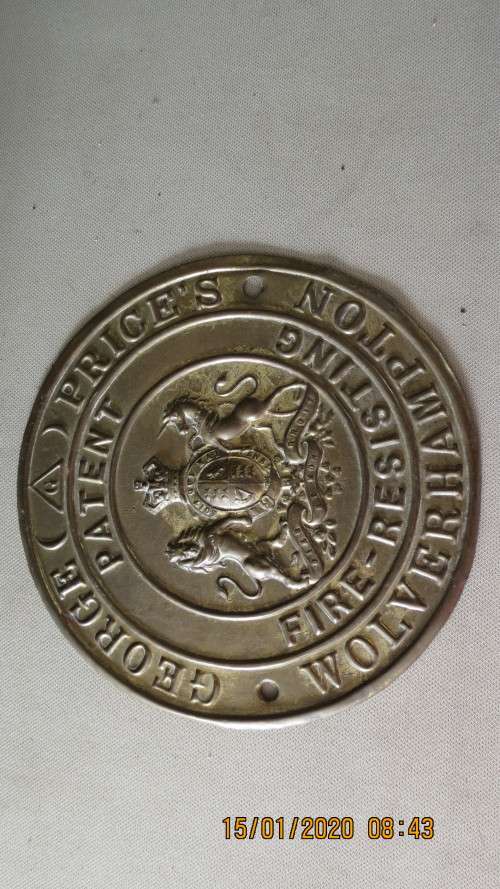 GEORGE PRICE'S
PATENT
FIRE-RESISTING
WOLVERHAMPTON
15/01/2020 08:43